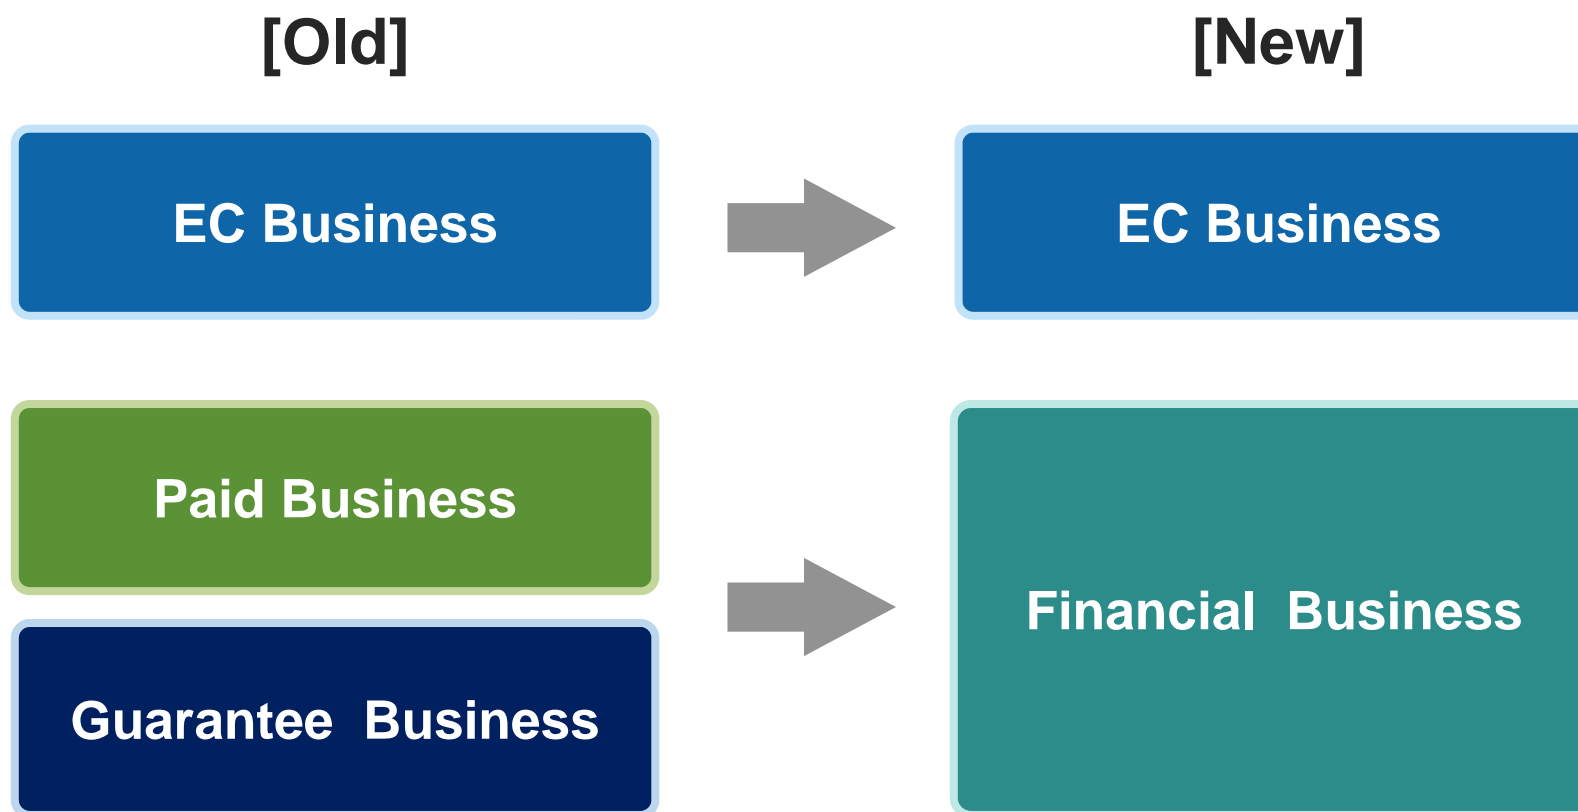 [Old]
[New]
EC Business
EC Business
Paid Business
Guarantee  Business
Financial  Business